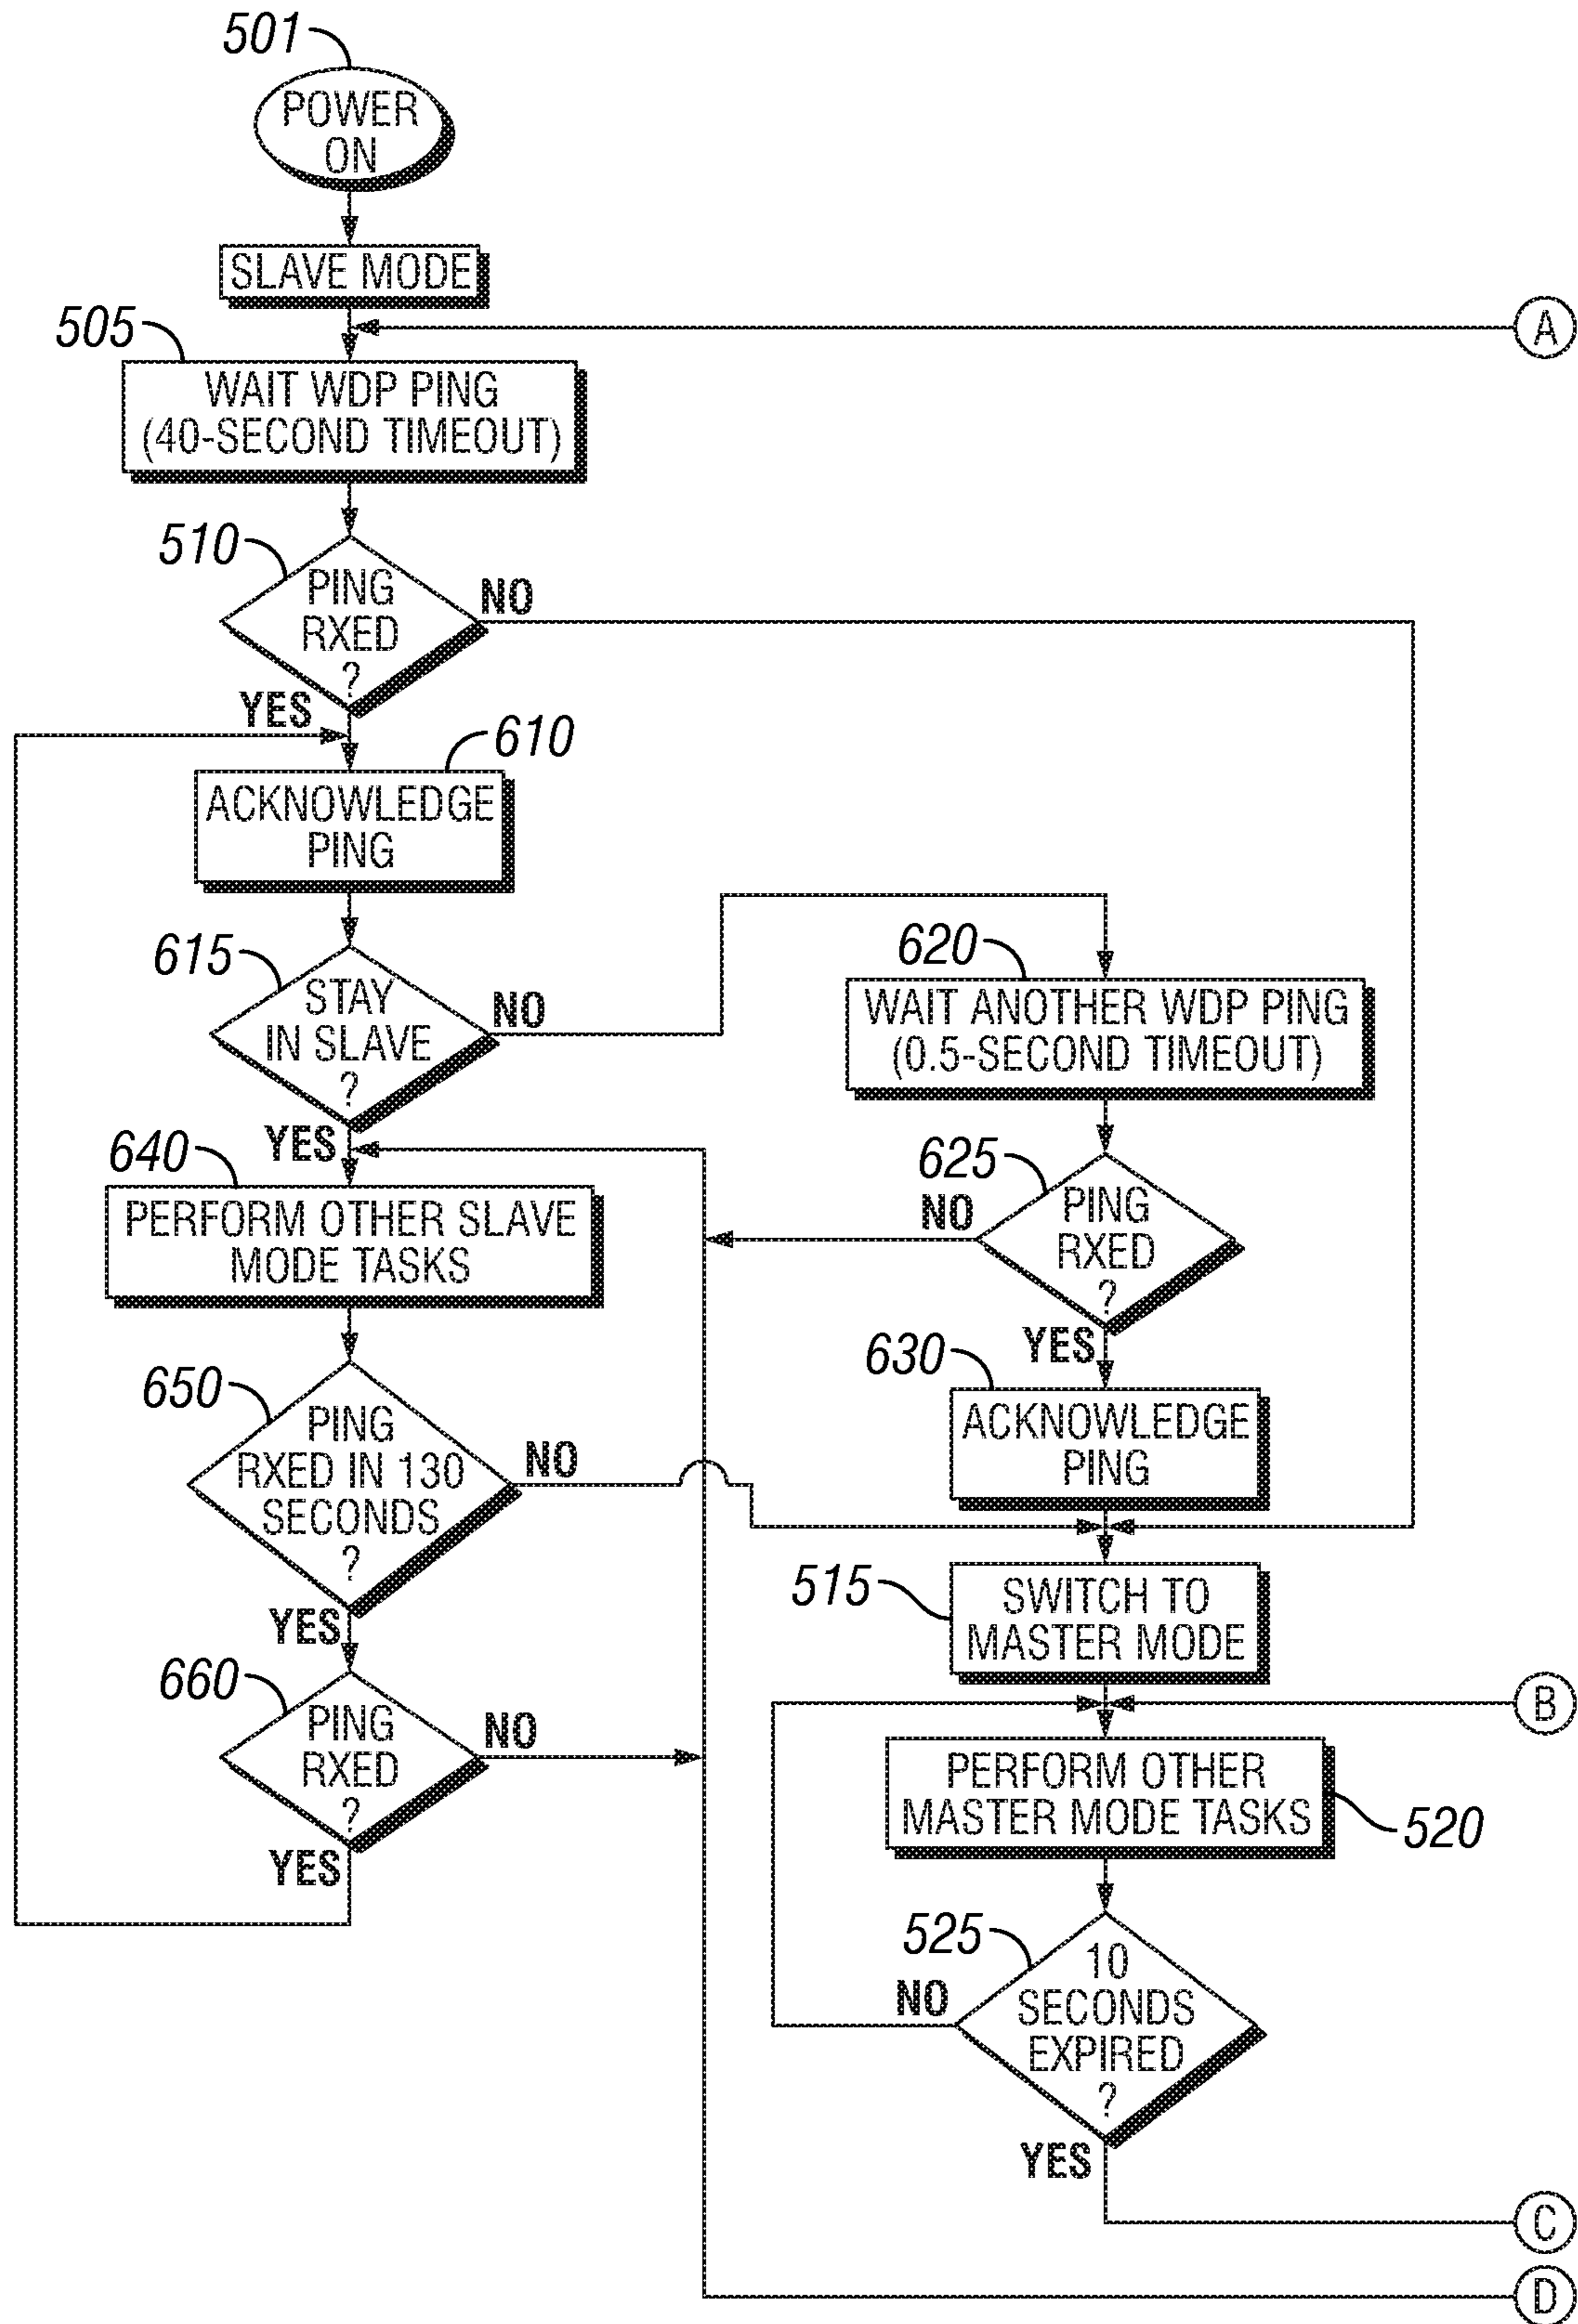 501
POWER
ON
SLAVE MODE
A
505
WAIT WDP PING
(40-SECOND TIMEOUT)
510
PING
RXED
?
NO
YES
610
ACKNOWLEDGE
PING
615
STAY
IN SLAVE
?
NO
YES
620
WAIT ANOTHER WDP PING
(0.5-SECOND TIMEOUT)
625
PING
RXED
?
NO
YES
640
PERFORM OTHER SLAVE
MODE TASKS
630
ACKNOWLEDGE
PING
650
PING
RXED IN 130
SECONDS
?
NO
YES
515
SWITCH TO
MASTER MODE
660
PING
RXED
?
NO
YES
B
PERFORM OTHER
MASTER MODE TASKS
520
525
10
SECONDS
EXPIRED
?
NO
YES
C
D